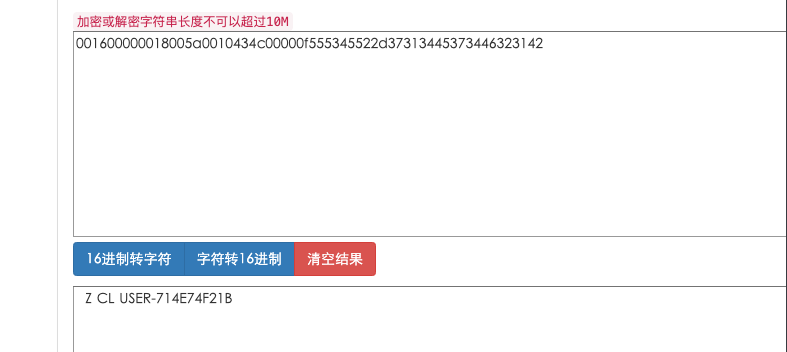 加密或解密字符串长度不可以超过10M
001600000018005a0010434c00000f555345522d37313445373446323142
16进制转字符 字符转16进制 清空结果
Z CL USER-714E74F21B